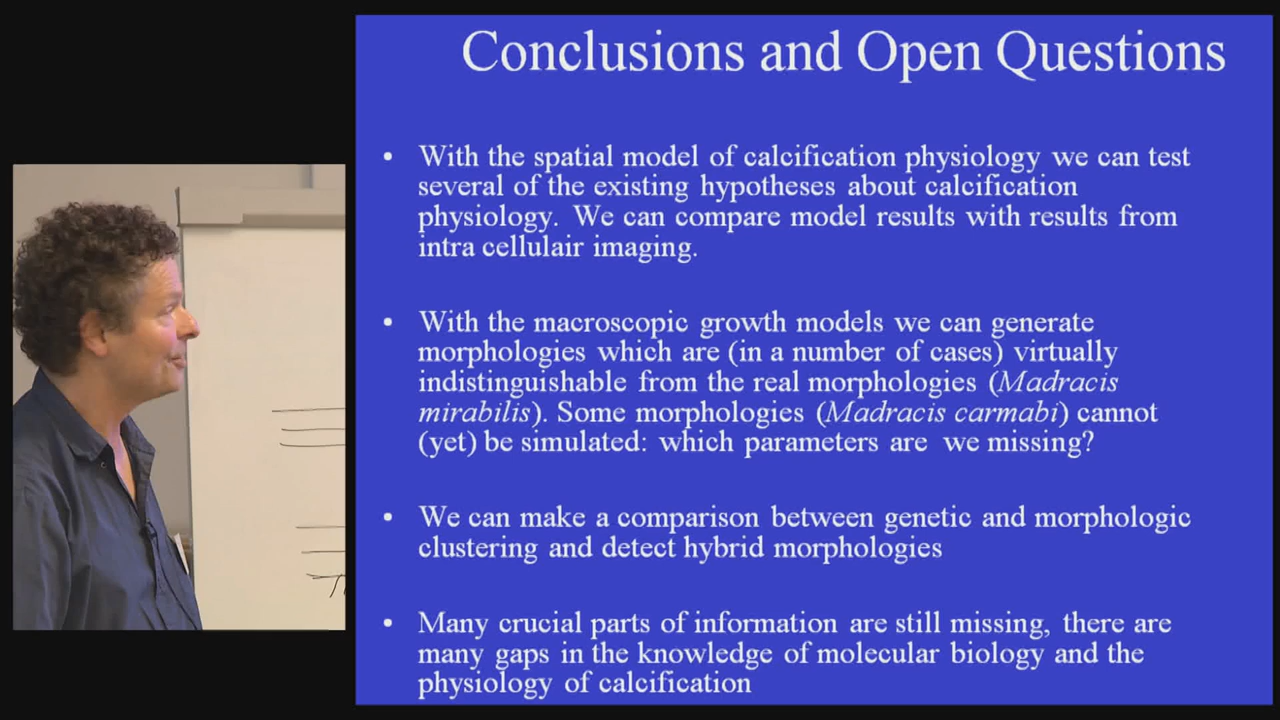 Conclusions and Open Questions
• With the spatial model of calcification physiology we can test
several of the existing hypotheses about calcification
physiology. We can compare model results with results from
intra cellulair imaging.
• With the macroscopic growth models we can generate
morphologies which are (in a number of cases) virtually
indistinguishable from the real morphologies (Madracis
mirabilis). Some morphologies (Madracis carmabi) cannot
(yet) be simulated: which parameters are we missing?
• We can make a comparison between genetic and morphologic
clustering and detect hybrid morphologies
• Many crucial parts of information are still missing, there are
many gaps in the knowledge of molecular biology and the
physiology of calcification